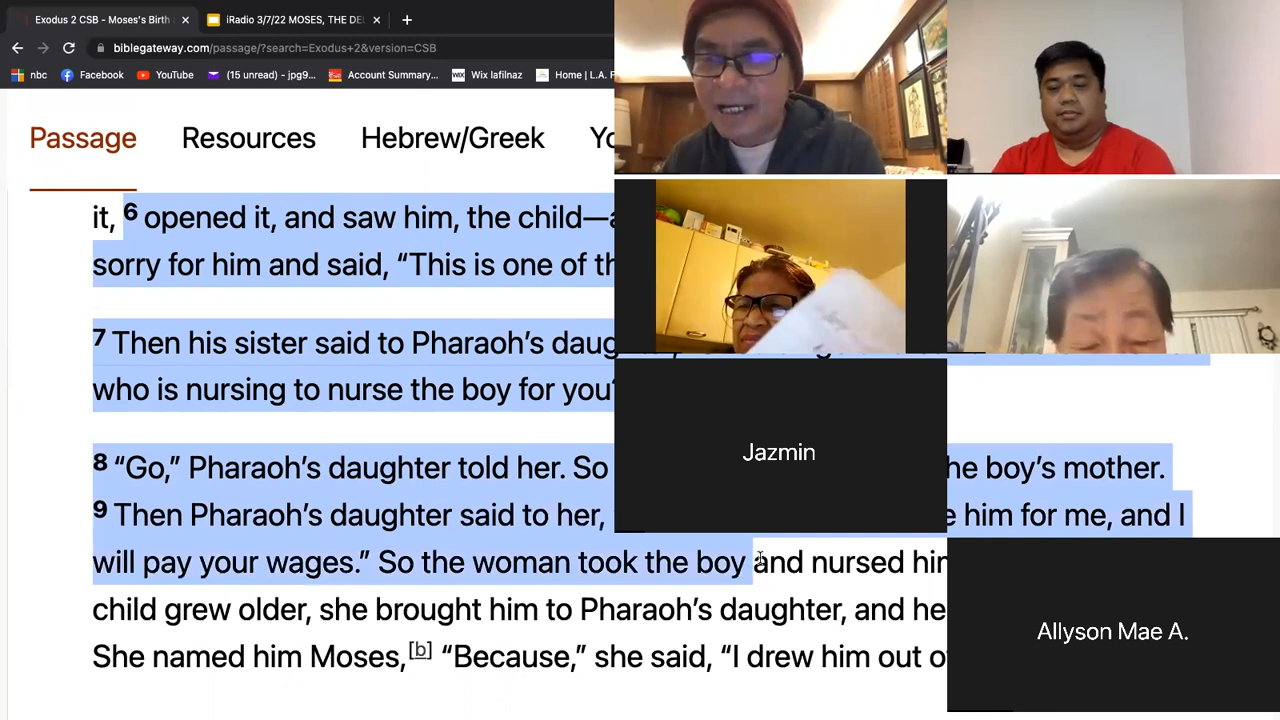 Exodus 2 CSB - Moses's Birth
iRadio 3/7/22 MOSES, THE DEL
biblegateway.com/passage/?search=Exodus+2&version=CSB
nbc
Facebook
YouTube
(15 unread) - jpg9...
Account Summary...
Wix lafilnaz
Home | L.A. F
Passage
Resources
Hebrew/Greek
Yo
it, 6 opened it, and saw him, the child—
sorry for him and said, “This is one of th
7 Then his sister said to Pharaoh’s daug
who is nursing to nurse the boy for you?
8 “Go,” Pharaoh’s daughter told her. So he boy’s mother.
9 Then Pharaoh’s daughter said to her, e him for me, and I
will pay your wages.” So the woman took the boy and nursed him
child grew older, she brought him to Pharaoh’s daughter, and he
She named him Moses,[b] “Because,” she said, “I drew him out o
Jazmin
Allyson Mae A.